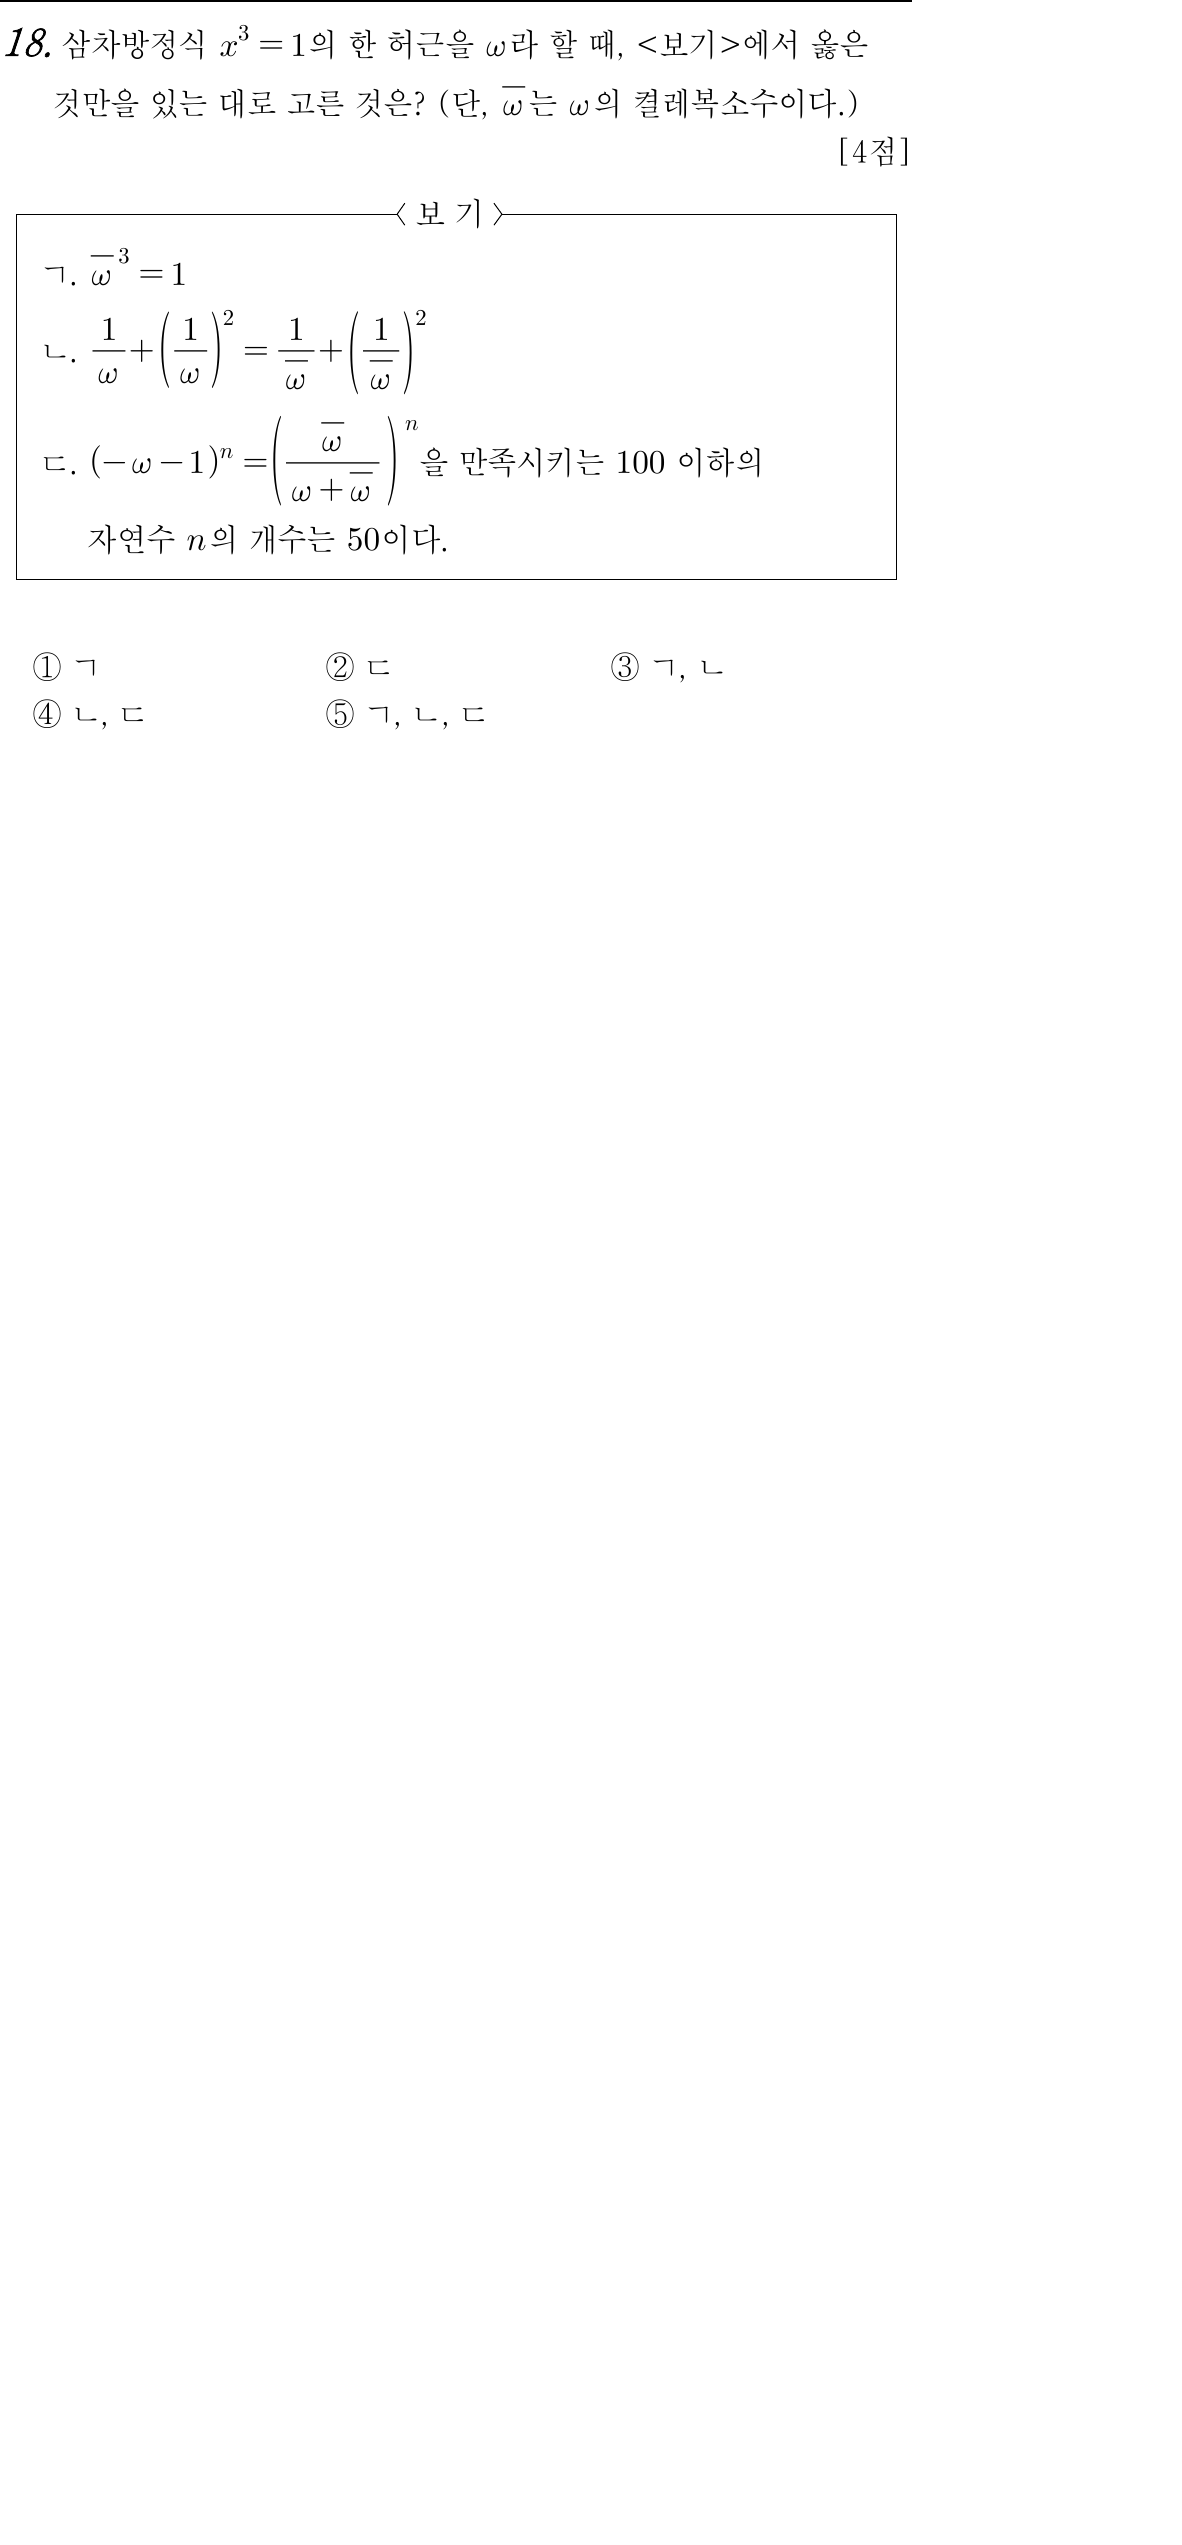 18. 삼차방정식 $x^3=1$의 한 허근을 $\omega$라 할 때, <보기>에서 옳은
것만을 있는 대로 고른 것은? (단, $\overline{\omega}$는 $\omega$의 켤레복소수이다.)
[4점]
〈 보 기 〉
ㄱ. $\overline{\omega}^3=1$
ㄴ. $\frac{1}{\omega}+\left(\frac{1}{\omega}\right)^2=\frac{1}{\overline{\omega}}+\left(\frac{1}{\overline{\omega}}\right)^2$
ㄷ. $(-\omega-1)^n=\left(\frac{\overline{\omega}}{\omega+\overline{\omega}}\right)^n$을 만족시키는 100 이하의
자연수 $n$의 개수는 50이다.
① ㄱ ② ㄷ ③ ㄱ, ㄴ
④ ㄴ, ㄷ ⑤ ㄱ, ㄴ, ㄷ